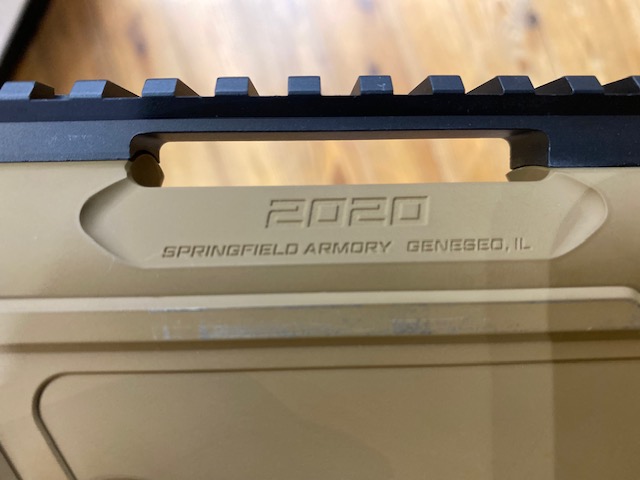 2020
SPRINGFIELD ARMORY GENESEO, IL